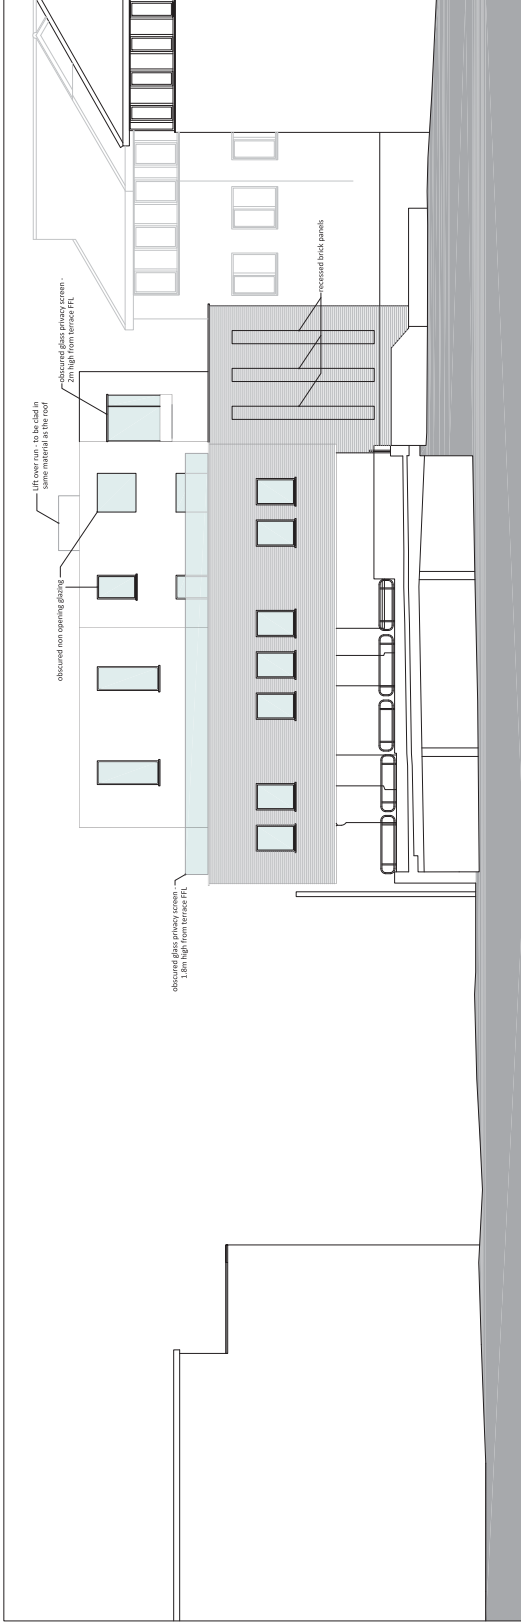 obscured glass privacy screen -
1.8m high from terrace FFL
obscured non opening glazing
Lift over run - to be clad in
same material as the roof
obscured glass privacy screen -
2m high from terrace FFL
recessed brick panels